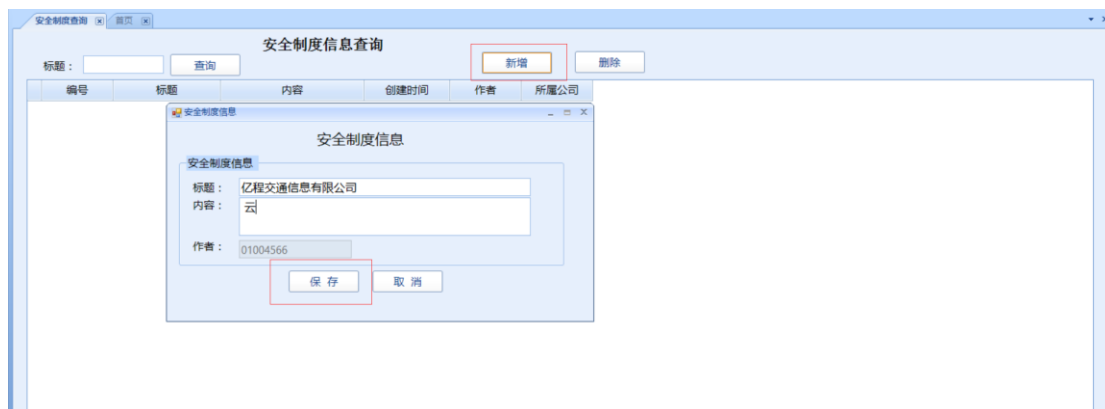 安全制度查询 首页
安全制度信息查询
标题： 查询 新增 删除
编号 标题 内容 创建时间 作者 所属公司
安全制度信息
安全制度信息
安全制度信息
标题： 亿程交通信息有限公司
内容： 云
作者： 01004566
保 存 取 消